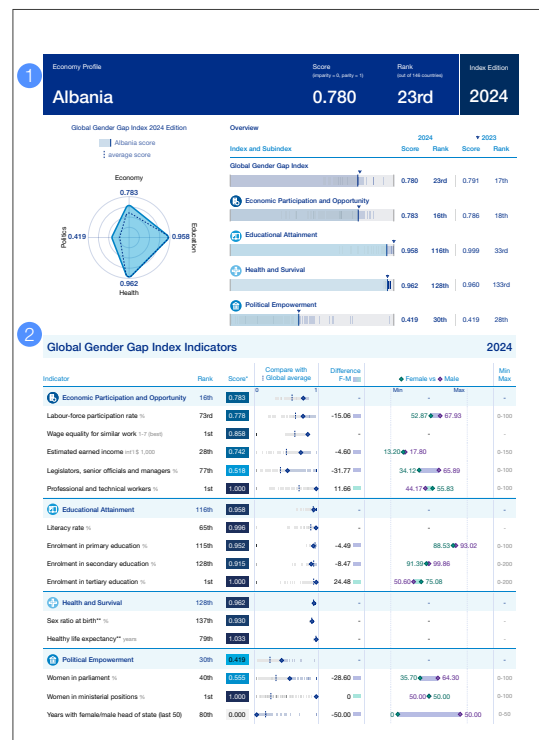 1
Economy Profile
Score
(imparity = 0, parity = 1)
Rank
(out of 146 countries)
Index Edition
Albania
0.780
23rd
2024
Global Gender Gap Index 2024 Edition
Albania score
average score
Economy
0.783
Politics
0.419
0.958
Education
0.962
Health
Overview
2024
▼ 2023
Index and Subindex
Score
Rank
Score
Rank
Global Gender Gap Index
0.780 23rd 0.791 17th
Economic Participation and Opportunity
0.783 16th 0.786 18th
Educational Attainment
0.958 116th 0.999 33rd
Health and Survival
0.962 128th 0.960 133rd
Political Empowerment
0.419 30th 0.419 28th
2
Global Gender Gap Index Indicators 2024
Indicator Rank Score* Compare with Global average Difference F-M Female vs Male Min Max
0 1 Min Max
Economic Participation and Opportunity 16th 0.783 - - -
Labour-force participation rate % 73rd 0.778 -15.06 52.87 67.93 0-100
Wage equality for similar work 1-7 (best) 1st 0.858 - - -
Estimated earned income int'l $ 1,000 28th 0.742 -4.60 13.20 17.80 0-150
Legislators, senior officials and managers % 77th 0.518 -31.77 34.12 65.89 0-100
Professional and technical workers % 1st 1.000 11.66 44.17 55.83 0-100
Educational Attainment 116th 0.958 - - -
Literacy rate % 65th 0.996 - - -
Enrolment in primary education % 115th 0.952 -4.49 88.53 93.02 0-100
Enrolment in secondary education % 128th 0.915 -8.47 91.39 99.86 0-200
Enrolment in tertiary education % 1st 1.000 24.48 50.60 75.08 0-200
Health and Survival 128th 0.962 - - -
Sex ratio at birth** % 137th 0.930 - - -
Healthy life expectancy** years 79th 1.033 - - -
Political Empowerment 30th 0.419 - - -
Women in parliament % 40th 0.555 -28.60 35.70 64.30 0-100
Women in ministerial positions % 1st 1.000 0 50.00 50.00 0-100
Years with female/male head of state (last 50) 80th 0.000 -50.00 0 50.00 0-50